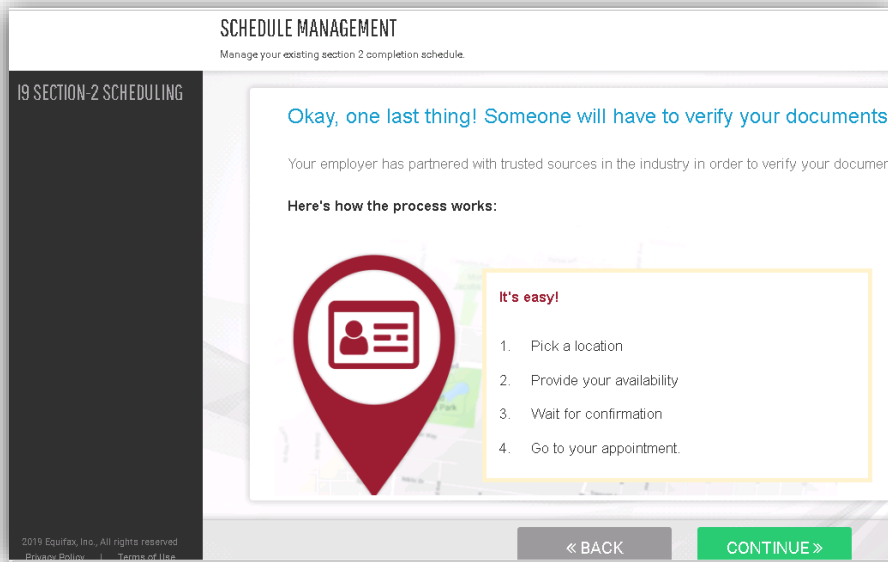 SCHEDULE MANAGEMENT
Manage your existing section 2 completion schedule.
I9 SECTION-2 SCHEDULING
Okay, one last thing! Someone will have to verify your documents
Your employer has partnered with trusted sources in the industry in order to verify your documen
Here's how the process works:
It's easy!
1. Pick a location
2. Provide your availability
3. Wait for confirmation
4. Go to your appointment.
2019 Equifax, Inc., All rights reserved
Privacy Policy | Terms of Use
« BACK
CONTINUE »